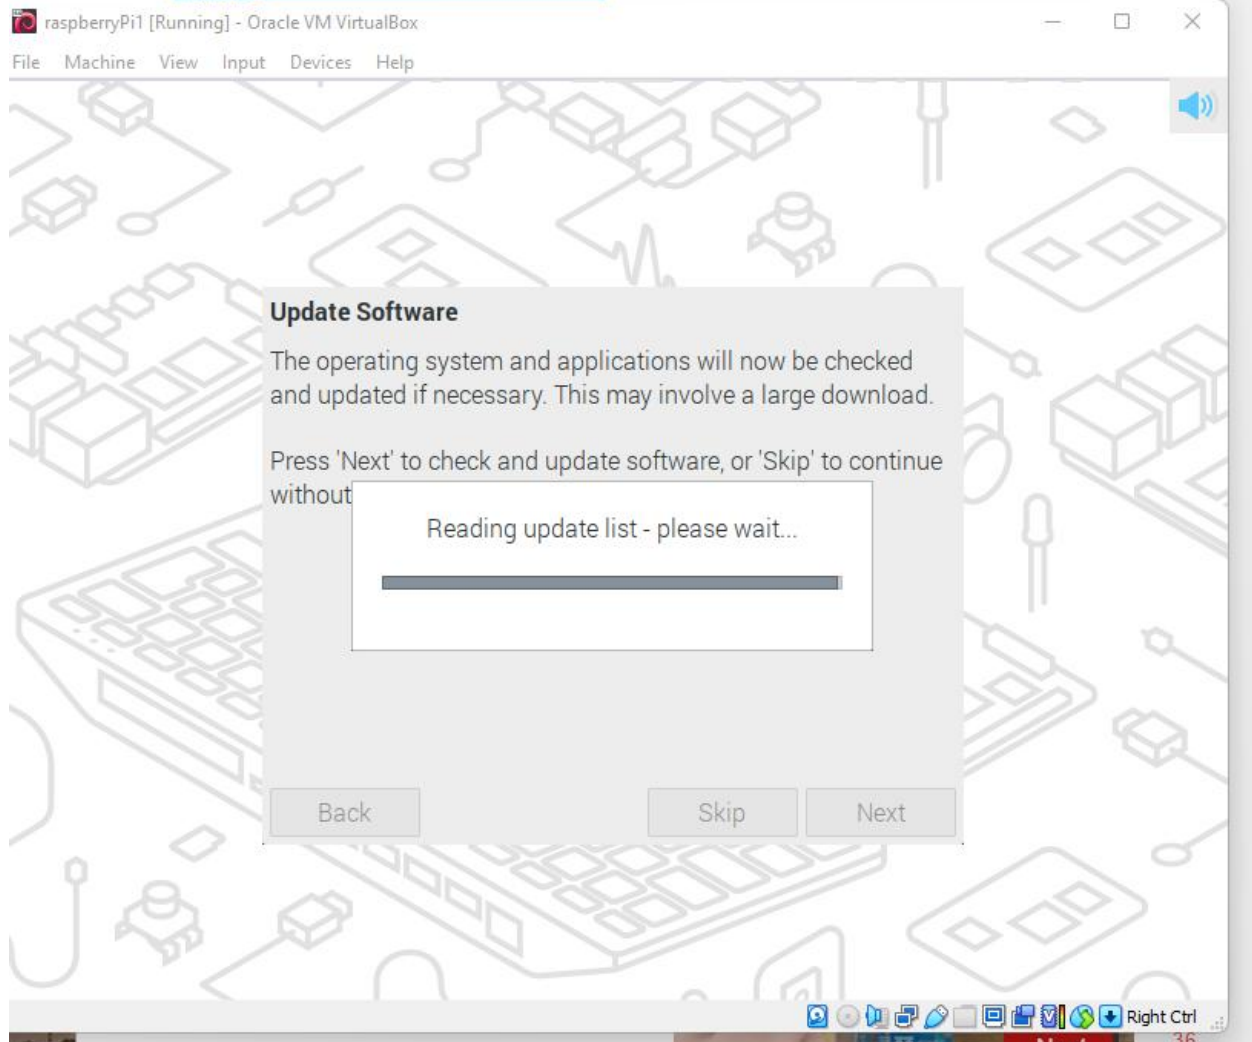 raspberryPi1 [Running] - Oracle VM VirtualBox
File Machine View Input Devices Help
Update Software
The operating system and applications will now be checked
and updated if necessary. This may involve a large download.
Press 'Next' to check and update software, or 'Skip' to continue
without
Reading update list - please wait...
Back Skip Next
Right Ctrl
36